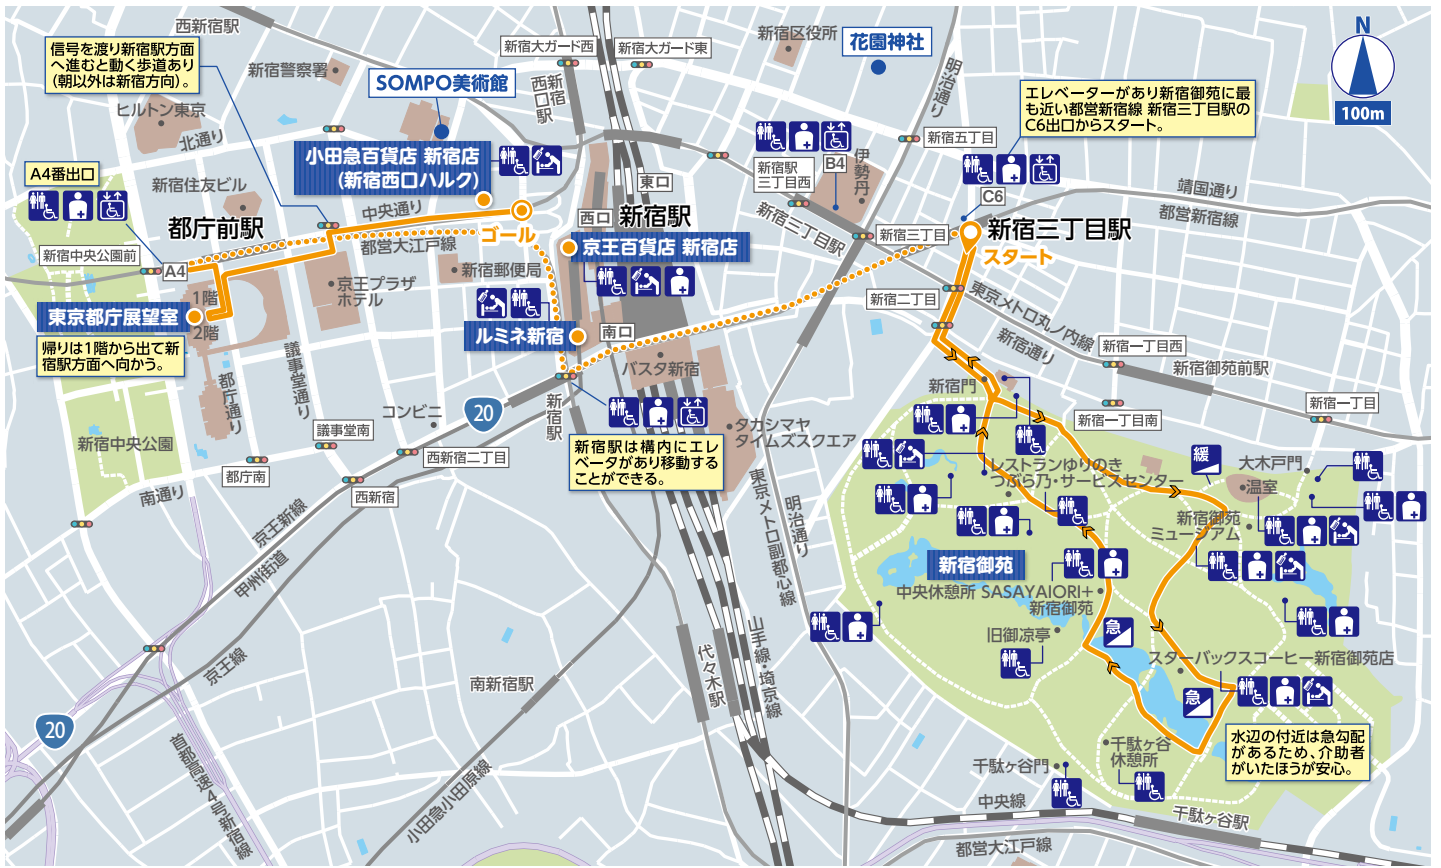 西新宿駅
信号を渡り新宿駅方面
へ進むと動く歩道あり
(朝以外は新宿方向)。
新宿警察署
ヒルトン東京
北通り
SOMPO美術館
新宿大ガード西
新宿大ガード東
西武新宿駅
新宿区役所
花園神社
明治通り
N
100m
エレベーターがあり新宿御苑に最
も近い都営新宿線 新宿三丁目駅の
C6出口からスタート。
新宿五丁目
C6
靖国通り
都営新宿線
新宿駅
三丁目西
B4
伊勢丹
新宿三丁目駅
新宿三丁目
新宿三丁目駅
スタート
小田急百貨店 新宿店
(新宿西口ハルク)
A4番出口
新宿住友ビル
都庁前駅
中央通り
都営大江戸線
ゴール
西口
東口
新宿駅
京王百貨店 新宿店
新宿中央公園前
A4
新宿郵便局
京王プラザ
ホテル
1階
2階
東京都庁展望室
帰りは1階から出て新
宿駅方面へ向かう。
ルミネ新宿
南口
バスタ新宿
新宿二丁目
東京メトロ丸ノ内線
新宿通り
新宿一丁目西
新宿御苑前駅
新宿一丁目
新宿一丁目南
新宿門
議事堂通り
都庁通り
コンビニ
20
新宿駅
新宿中央公園
議事堂南
都庁南
西新宿二丁目
西新宿
南通り
新宿駅は構内にエレ
ベータがあり移動する
ことができる。
タカシマヤ
タイムズスクエア
東京メトロ副都心線
明治通り
レストランゆりのき
つぶら乃・サービスセンター
緩
大木戸門
温室
新宿御苑
ミュージアム
新宿御苑
中央休憩所 SASAYAIORI+
新宿御苑
旧御凉亭
急
スターバックスコーヒー新宿御苑店
急
水辺の付近は急勾配
があるため、介助者
がいたほうが安心。
千駄ヶ谷
休憩所
千駄ヶ谷門
中央線
千駄ヶ谷駅
都営大江戸線
京王新線
甲州街道
京王線
20
首都高速4号新宿線
南新宿駅
小田急小田原線
代々木駅
山手線・埼京線